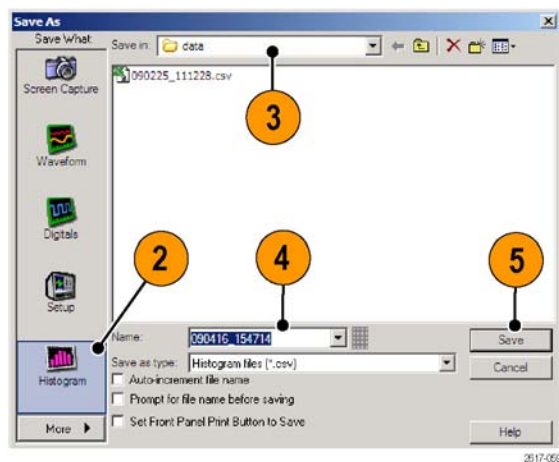 Save As
Save What:
Save in: data
3
Screen Capture
090225_111228.csv
Waveform
Digitals
2
4
5
Setup
Name: 090416_154714
Save
Save as type: Histogram files (*.csv)
Cancel
Histogram
Auto-increment file name
Prompt for file name before saving
Set Front Panel Print Button to Save
More
Help